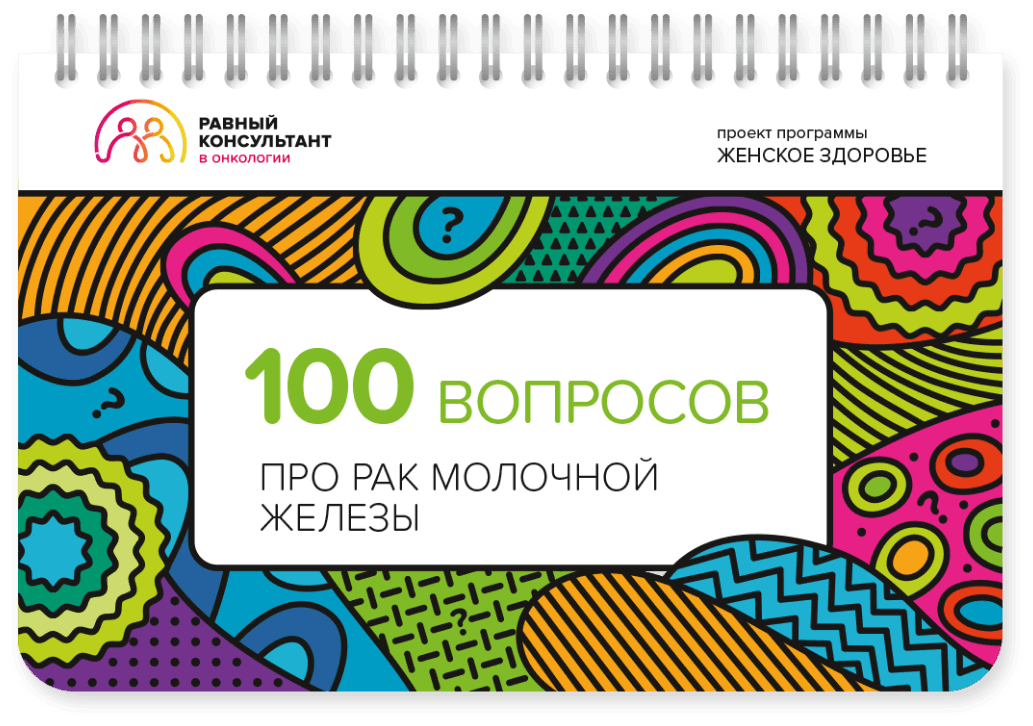 РАВНЫЙ
КОНСУЛЬТАНТ
В ОНКОЛОГИИ
проект программы
ЖЕНСКОЕ ЗДОРОВЬЕ
?
?
100 ВОПРОСОВ
?
ПРО РАК МОЛОЧНОЙ
ЖЕЛЕЗЫ
?
?